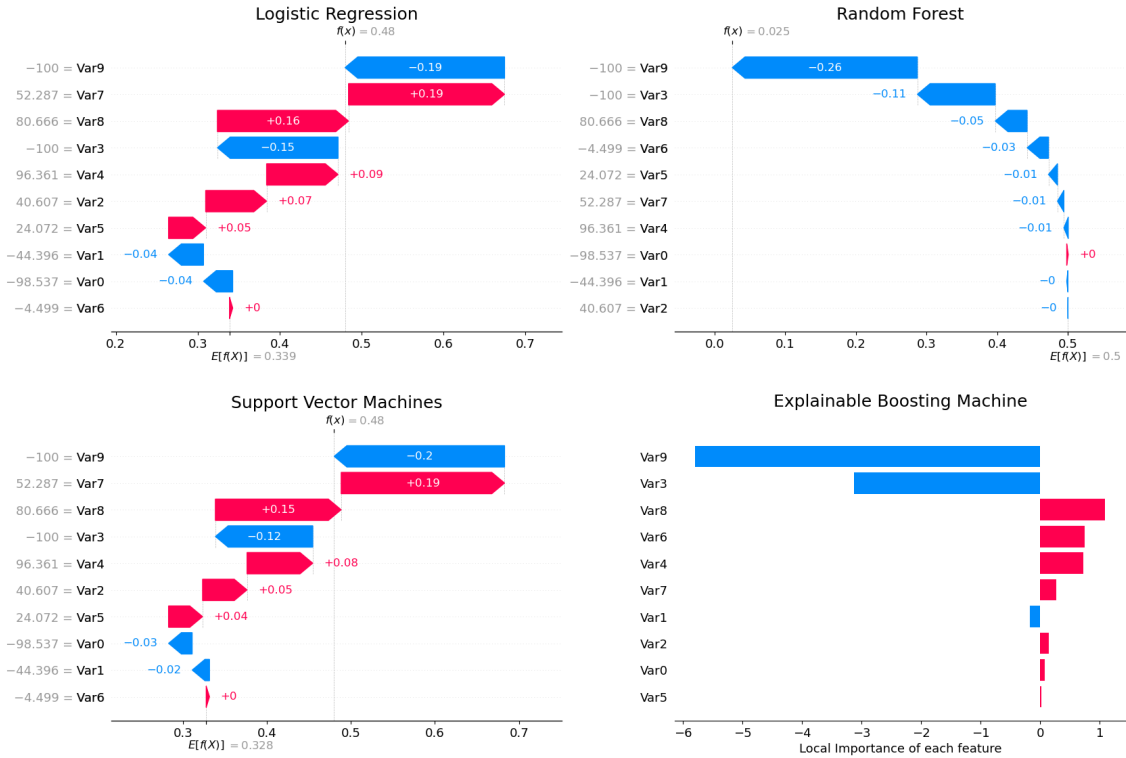 Logistic Regression
f(x) = 0.48
−100 = Var9 −0.19
52.287 = Var7 +0.19
80.666 = Var8 +0.16
−100 = Var3 −0.15
96.361 = Var4 +0.09
40.607 = Var2 +0.07
24.072 = Var5 +0.05
−44.396 = Var1 −0.04
−98.537 = Var0 −0.04
−4.499 = Var6 +0
0.2 0.3 0.4 0.5 0.6 0.7
E[f(X)] = 0.339
Random Forest
f(x) = 0.025
−100 = Var9 −0.26
−100 = Var3 −0.11
80.666 = Var8 −0.05
−4.499 = Var6 −0.03
24.072 = Var5 −0.01
52.287 = Var7 −0.01
96.361 = Var4 −0.01
−98.537 = Var0 +0
−44.396 = Var1 −0
40.607 = Var2 −0
0.0 0.1 0.2 0.3 0.4 0.5
E[f(X)] = 0.5
Support Vector Machines
f(x) = 0.48
−100 = Var9 −0.2
52.287 = Var7 +0.19
80.666 = Var8 +0.15
−100 = Var3 −0.12
96.361 = Var4 +0.08
40.607 = Var2 +0.05
24.072 = Var5 +0.04
−98.537 = Var0 −0.03
−44.396 = Var1 −0.02
−4.499 = Var6 +0
0.3 0.4 0.5 0.6 0.7
E[f(X)] = 0.328
Explainable Boosting Machine
Var9
Var3
Var8
Var6
Var4
Var7
Var1
Var2
Var0
Var5
−6 −5 −4 −3 −2 −1 0 1
Local Importance of each feature